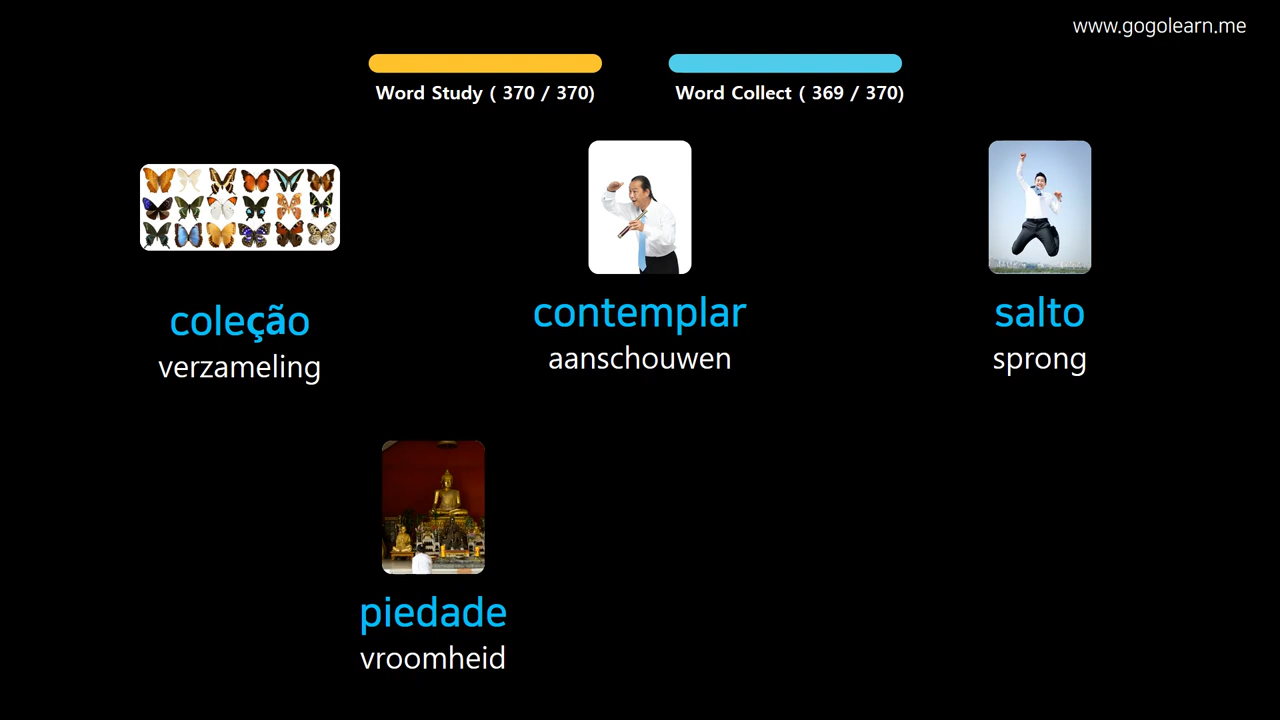 www.gogolearn.me
Word Study ( 370 / 370)
Word Collect ( 369 / 370)
coleção
verzameling
contemplar
aanschouwen
salto
sprong
piedade
vroomheid